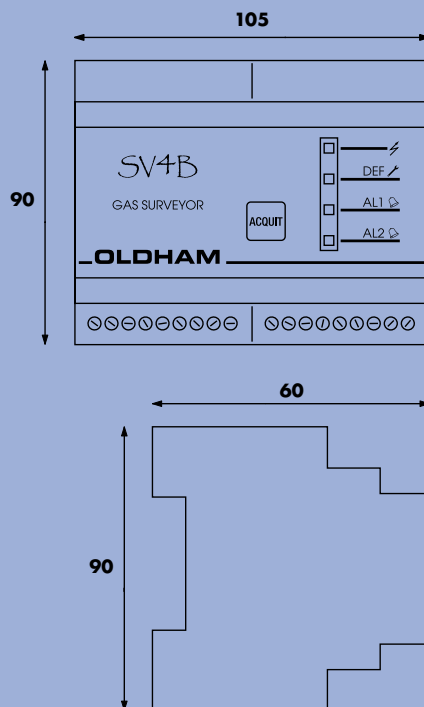 105
90
SV4B
GAS SURVEYOR
ACQUIT
DEF
AL1
AL2
OLDHAM
60
90